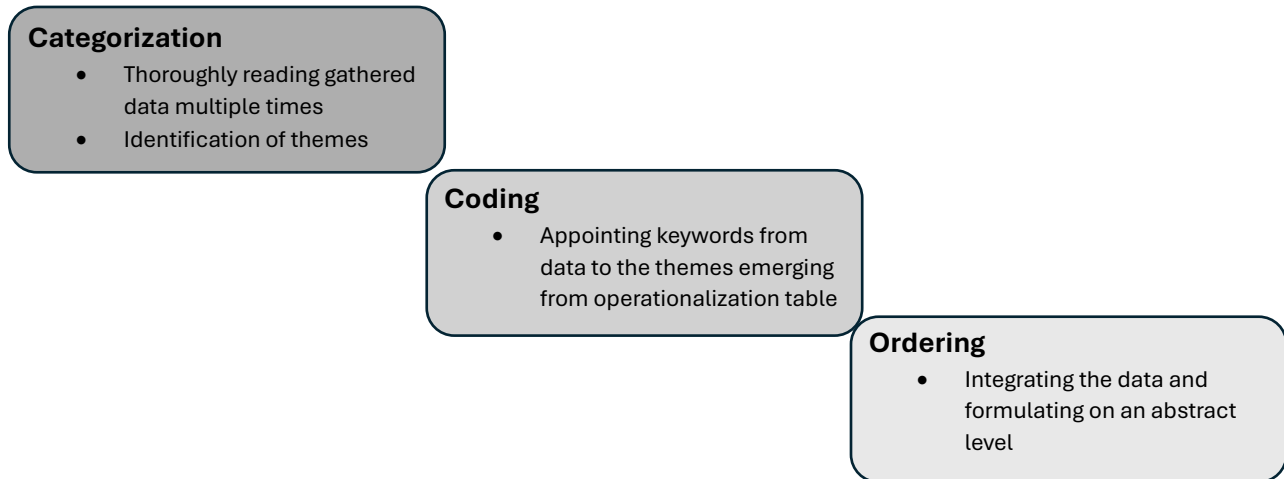 Categorization
• Thoroughly reading gathered
data multiple times
• Identification of themes
Coding
• Appointing keywords from
data to the themes emerging
from operationalization table
Ordering
• Integrating the data and
formulating on an abstract
level